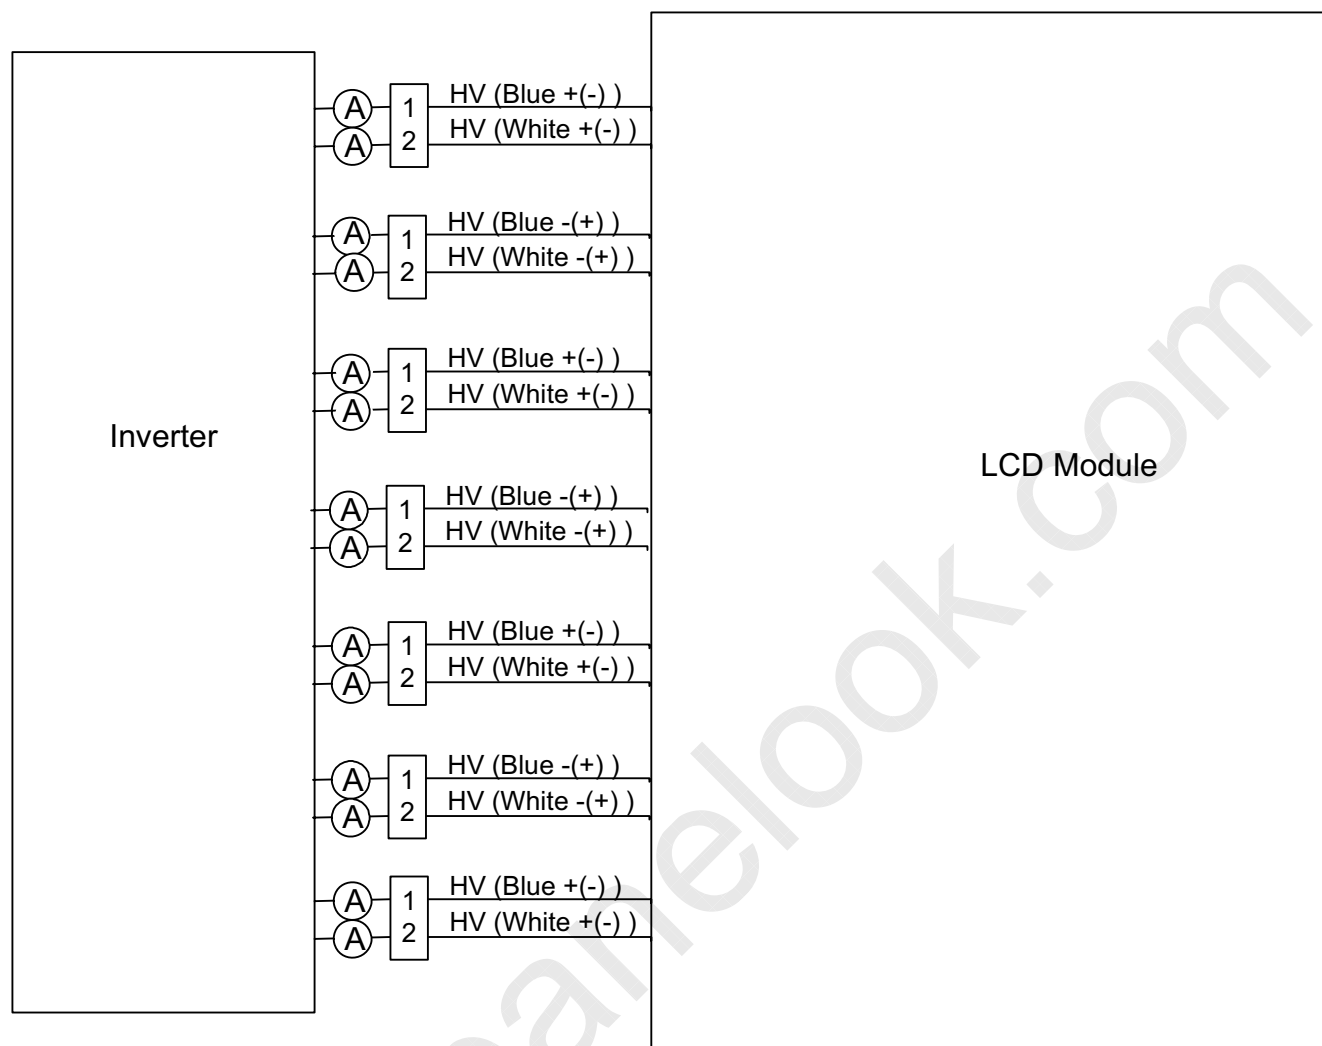 A 1 HV (Blue +(-) )
A 2 HV (White +(-) )
A 1 HV (Blue -(+) )
A 2 HV (White -(+) )
A 1 HV (Blue +(-) )
A 2 HV (White +(-) )
Inverter
LCD Module
A 1 HV (Blue -(+) )
A 2 HV (White -(+) )
A 1 HV (Blue +(-) )
A 2 HV (White +(-) )
A 1 HV (Blue -(+) )
A 2 HV (White -(+) )
A 1 HV (Blue +(-) )
A 2 HV (White +(-) )
panelook.com